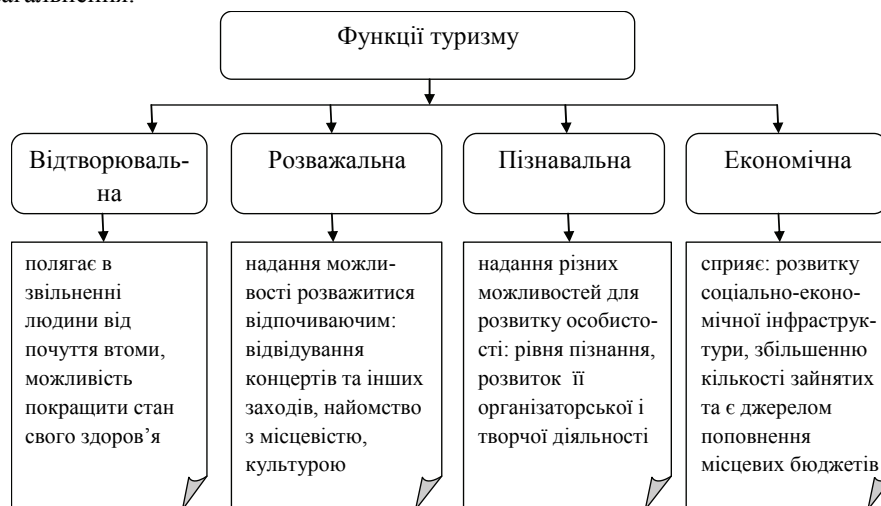 Функції туризму
Відтворюваль-
на
Розважальна
Пізнавальна
Економічна
полягає в
звільненні
людини від
почуття втоми,
можливість
покращити стан
свого здоров’я
надання можли-
вості розважитися
відпочиваючим:
відвідування
концертів та інших
заходів, найомство
з місцевістю,
культурою
надання різних
можливостей для
розвитку особисто-
сті: рівня пізнання,
розвиток її
організаторської і
творчої діяльності
сприяє: розвитку
соціально-еконо-
мічної інфраструк-
тури, збільшенню
кількості зайнятих
та є джерелом
поповнення
місцевих бюджетів